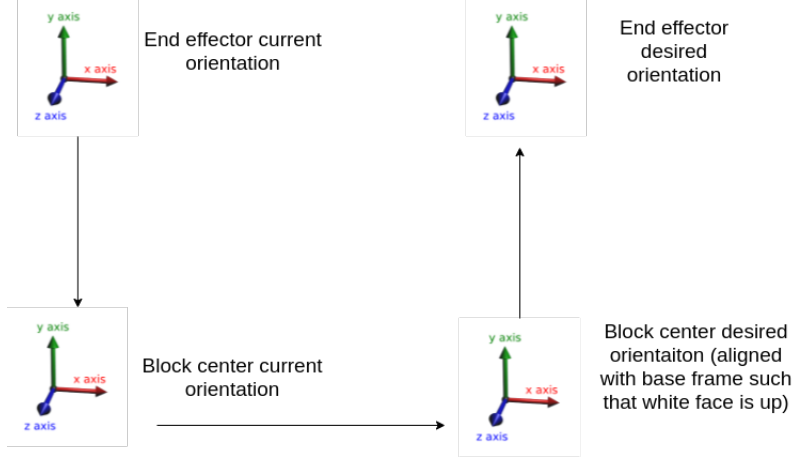 y axis
x axis
z axis
End effector current
orientation
y axis
x axis
z axis
End effector
desired
orientation
y axis
x axis
z axis
Block center current
orientation
y axis
x axis
z axis
Block center desired
orientaiton (aligned
with base frame such
that white face is up)